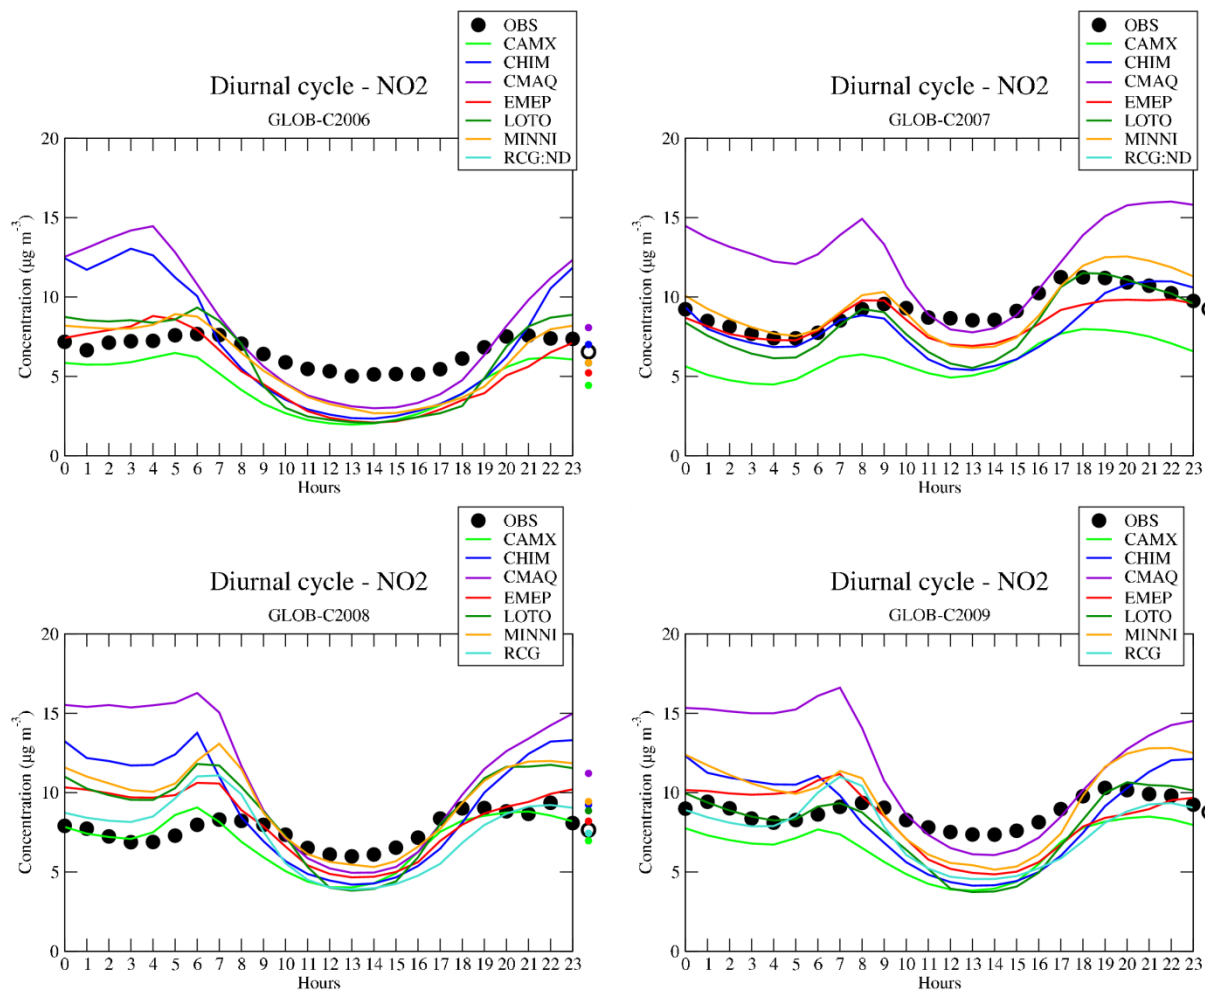 OBS
CAMX
CHIM
CMAQ
EMEP
LOTO
MINNI
RCG:ND
Diurnal cycle - NO2
GLOB-C2006
Concentration (µg m⁻³)
20
15
10
5
0
0 1 2 3 4 5 6 7 8 9 10 11 12 13 14 15 16 17 18 19 20 21 22 23
Hours
OBS
CAMX
CHIM
CMAQ
EMEP
LOTO
MINNI
RCG:ND
Diurnal cycle - NO2
GLOB-C2007
Concentration (µg m⁻³)
20
15
10
5
0
0 1 2 3 4 5 6 7 8 9 10 11 12 13 14 15 16 17 18 19 20 21 22 23
Hours
OBS
CAMX
CHIM
CMAQ
EMEP
LOTO
MINNI
RCG
Diurnal cycle - NO2
GLOB-C2008
Concentration (µg m⁻³)
20
15
10
5
0
0 1 2 3 4 5 6 7 8 9 10 11 12 13 14 15 16 17 18 19 20 21 22 23
Hours
OBS
CAMX
CHIM
CMAQ
EMEP
LOTO
MINNI
RCG
Diurnal cycle - NO2
GLOB-C2009
Concentration (µg m⁻³)
20
15
10
5
0
0 1 2 3 4 5 6 7 8 9 10 11 12 13 14 15 16 17 18 19 20 21 22 23
Hours